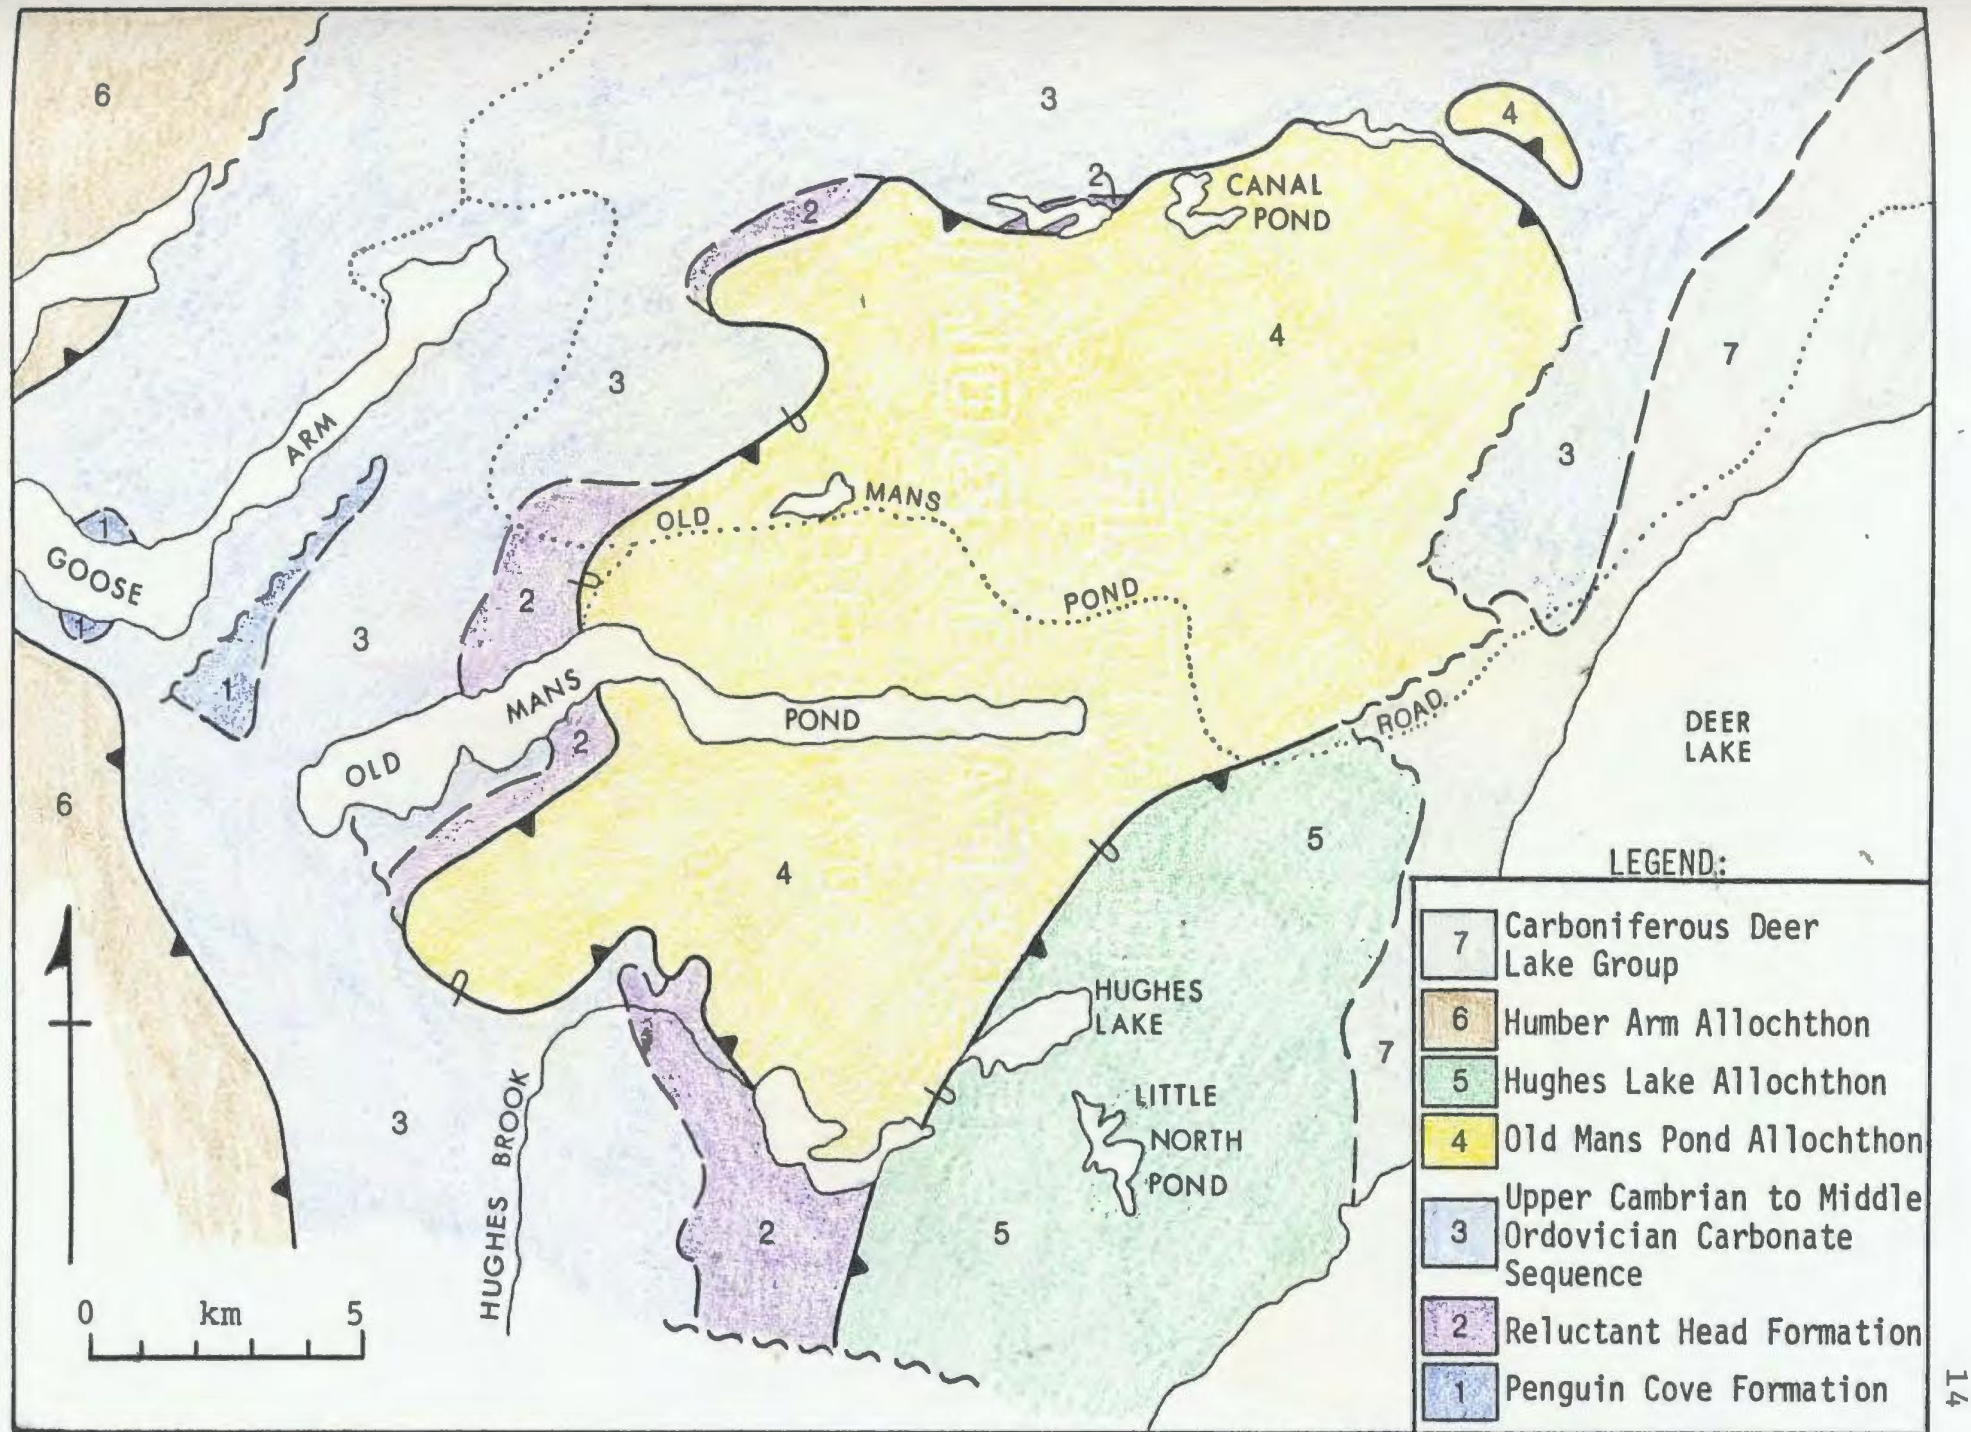 6
3
4
2
CANAL
POND
2
4
7
3
3
ARM
OLD
MANS
1
GOOSE
1
2
POND
3
1
MANS
POND
ROAD
OLD
2
DEER
LAKE
6
5
4
HUGHES
LAKE
7
LITTLE
NORTH
POND
3
HUGHES BROOK
2
5
0 km 5
LEGEND:
7 Carboniferous Deer
Lake Group
6 Humber Arm Allochthon
5 Hughes Lake Allochthon
4 Old Mans Pond Allochthon
Upper Cambrian to Middle
3 Ordovician Carbonate
Sequence
2 Reluctant Head Formation
1 Penguin Cove Formation
14